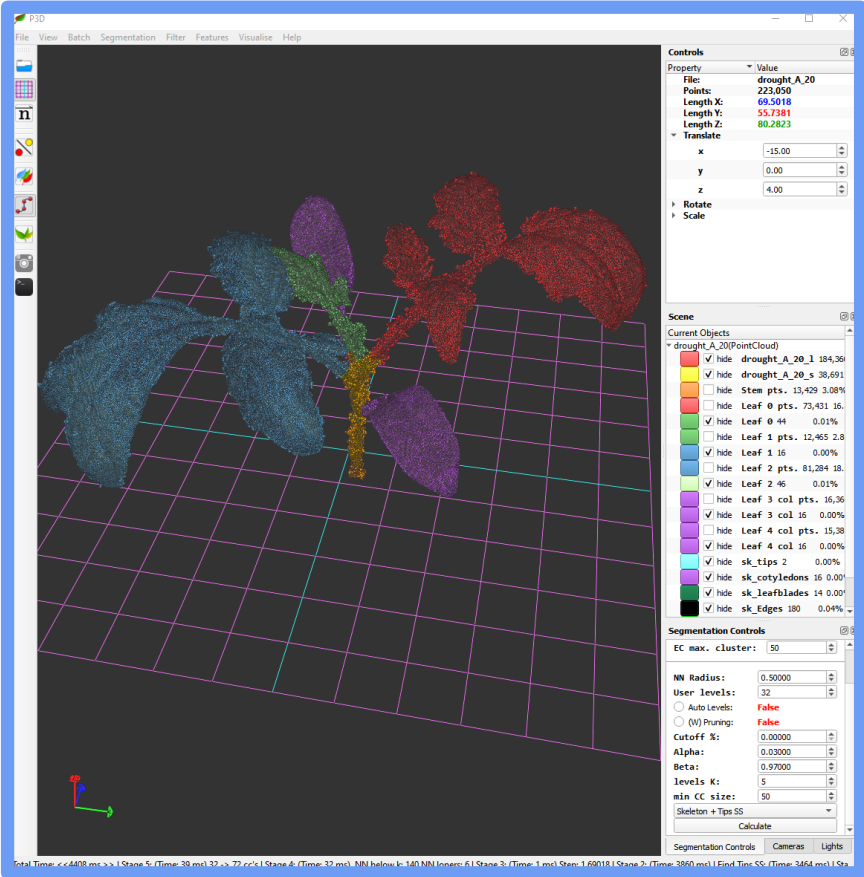 P3D
File View Batch Segmentation Filter Features Visualise Help
n
Controls
Property Value
File: drought_A_20
Points: 223,050
Length X: 69.5018
Length Y: 55.7381
Length Z: 80.2823
Translate
x -15.00
y 0.00
z 4.00
Rotate
Scale
Scene
Current Objects
drought_A_20(PointCloud)
hide drought_A_20_l 184,36
hide drought_A_20_s 38,691
hide Stem pts. 13,429 3.08%
hide Leaf 0 pts. 73,431 16.
hide Leaf 0 44 0.01%
hide Leaf 1 pts. 12,465 2.8
hide Leaf 1 16 0.00%
hide Leaf 2 pts. 81,284 18.
hide Leaf 2 46 0.01%
hide Leaf 3 col pts. 16,36
hide Leaf 3 col 16 0.00%
hide Leaf 4 col pts. 15,38
hide Leaf 4 col 16 0.00%
hide sk_tips 2 0.00%
hide sk_cotyledons 16 0.00%
hide sk_leafblades 14 0.00%
hide sk_Edges 180 0.04%
Segmentation Controls
EC max. cluster: 50
NN Radius: 0.50000
User levels: 32
Auto Levels: False
(W) Pruning: False
Cutoff %: 0.00000
Alpha: 0.03000
Beta: 0.97000
levels K: 5
min CC size: 50
Skeleton + Tips SS
Calculate
Segmentation Controls Cameras Lights
Total Time: <<4408 ms >> | Stage 5: (Time: 39 ms) 32 -> 72 cc's | Stage 4: (Time: 32 ms), NN below k: 140 NN loners: 6 | Stage 3: (Time: 1 ms) Step: 1.69018 | Stage 2: (Time: 3860 ms) | Find Tips SS: (Time: 3464 ms) | Sta